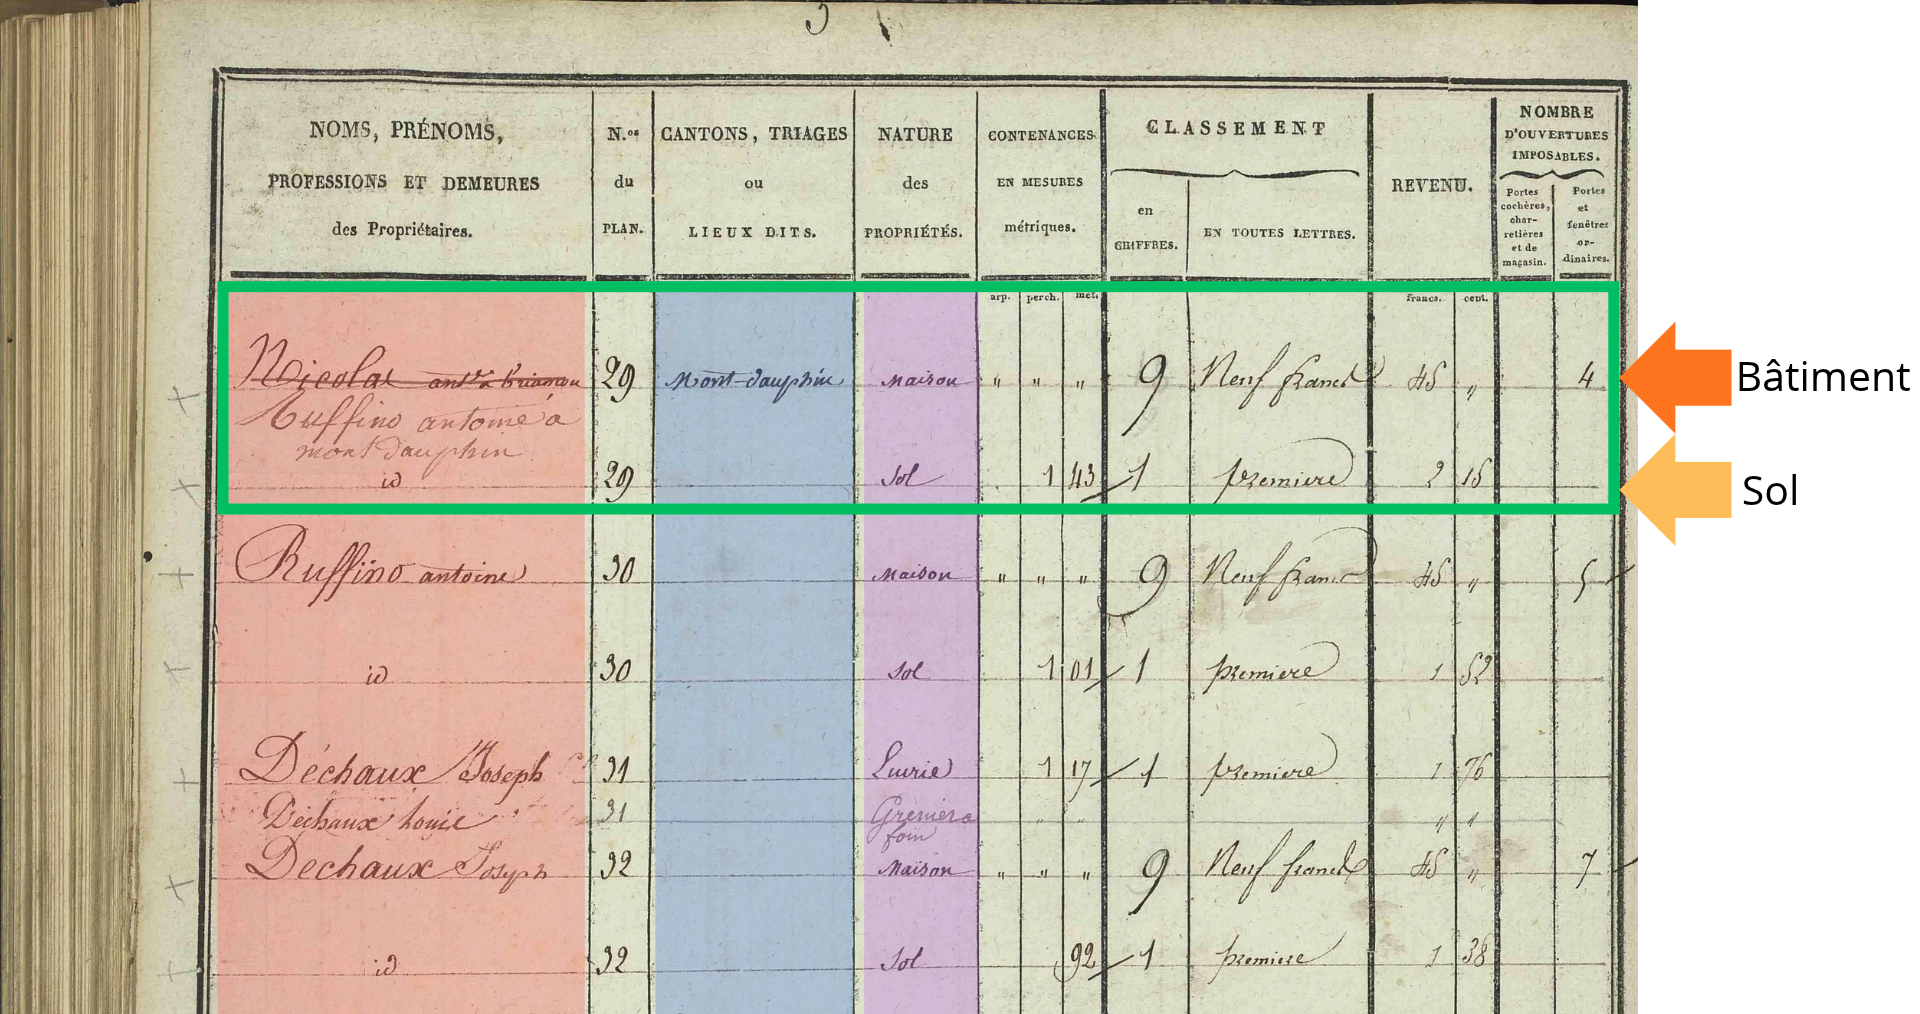 NOMS, PRÉNOMS,
PROFESSIONS ET DEMEURES
des Propriétaires.
N.os
du
PLAN.
CANTONS, TRIAGES
ou
LIEUX DITS.
NATURE
des
PROPRIÉTÉS.
CONTENANCES
EN MESURES
métriques.
CLASSEMENT
en
CHIFFRES.
EN TOUTES LETTRES.
REVENU.
NOMBRE
D'OUVERTURES
IMPOSABLES.
Portes
cochères,
char-
retières
et de
magasin.
Portes
et
fenêtres
or-
dinaires.
arp. perch. met. francs. cent.
Nicolas ant.e à briançon 29 Mont-dauphin Maison " " " 9 Neuf francs 45 " 4
Bâtiment
Ruffino antoine à
mont dauphin
id 29 Sol 1 43 1 premiere 2 15
Sol
Ruffino antoine 30 Maison " " " 9 Neuf francs 45 " 5
id 30 Sol 1 01 1 premiere 1 52
Déchaux Joseph 31 Ecurie 1 17 1 premiere 1 76
Dechaux louis 31 Grenier a " "
foin
Dechaux Joseph 32 Maison " " " 9 Neuf francs 45 " 7
id 32 Sol 92 1 premiere 1 38